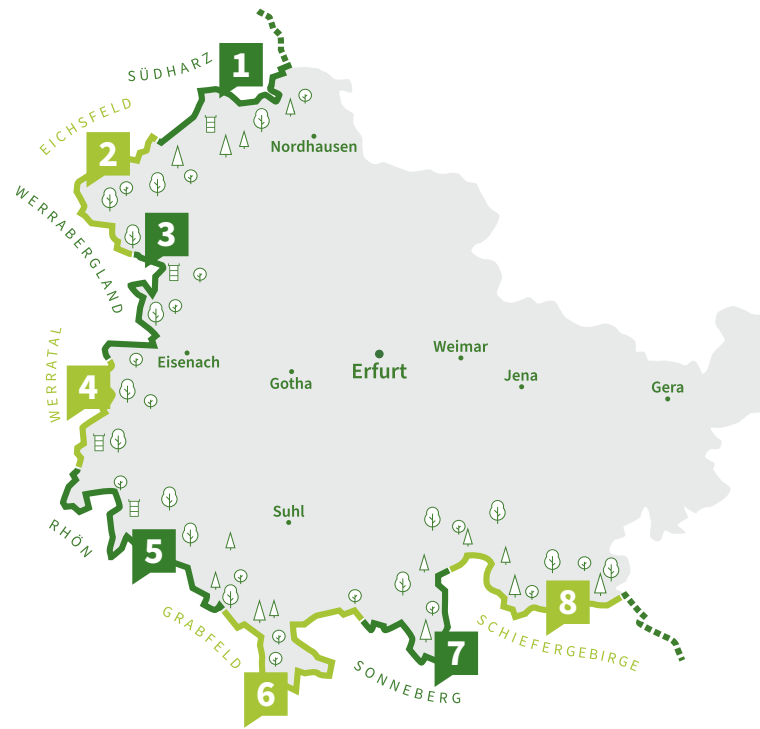 SÜDHARZ
1
EICHSFELD
2
Nordhausen
WERRABERGLAND
3
WERRATAL
4
Eisenach
Gotha
Erfurt
Weimar
Jena
Gera
RHÖN
5
Suhl
GRABFELD
6
SONNEBERG
7
SCHIEFERGEBIRGE
8